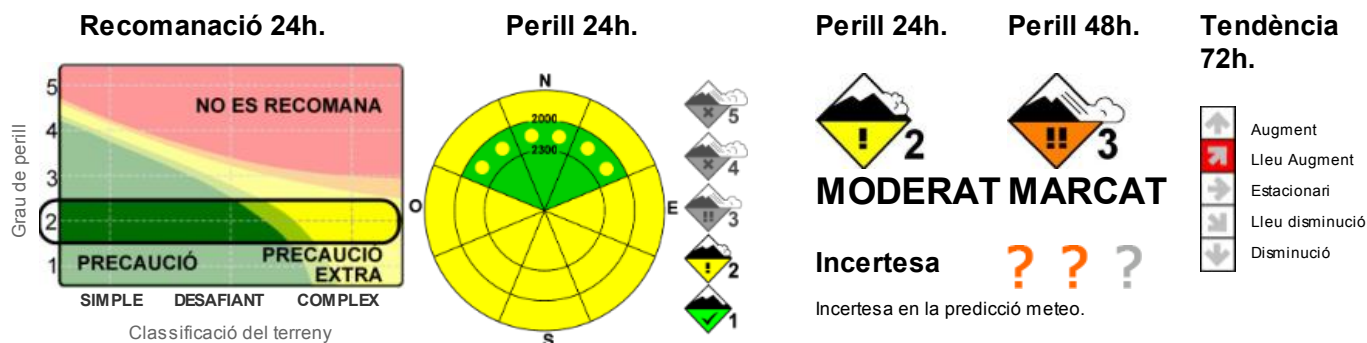 Recomanació 24h.
Perill 24h.
Perill 24h.
Perill 48h.
Tendència
72h.
Grau de perill
5
4
3
2
1
NO ES RECOMANA
PRECAUCIÓ
PRECAUCIÓ
EXTRA
SIMPLE DESAFIANT COMPLEX
Classificació del terreny
N
2000
2300
O
E
S
5
4
!! 3
! 2
1
! 2
MODERAT
!! 3
MARCAT
Incertesa ? ? ?
Incertesa en la predicció meteo.
Augment
Lleu Augment
Estacionari
Lleu disminució
Disminució